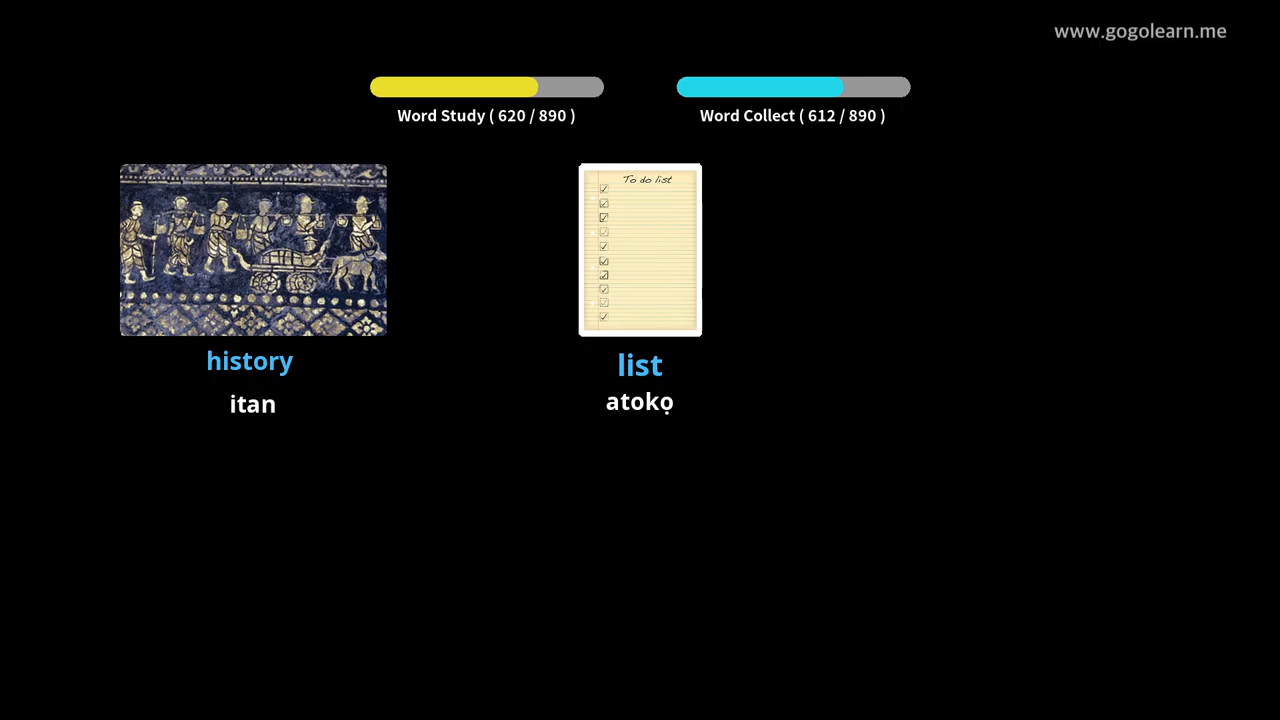 www.gogolearn.me
Word Study ( 620 / 890 )
Word Collect ( 612 / 890 )
To do list
history
list
itan
atokọ